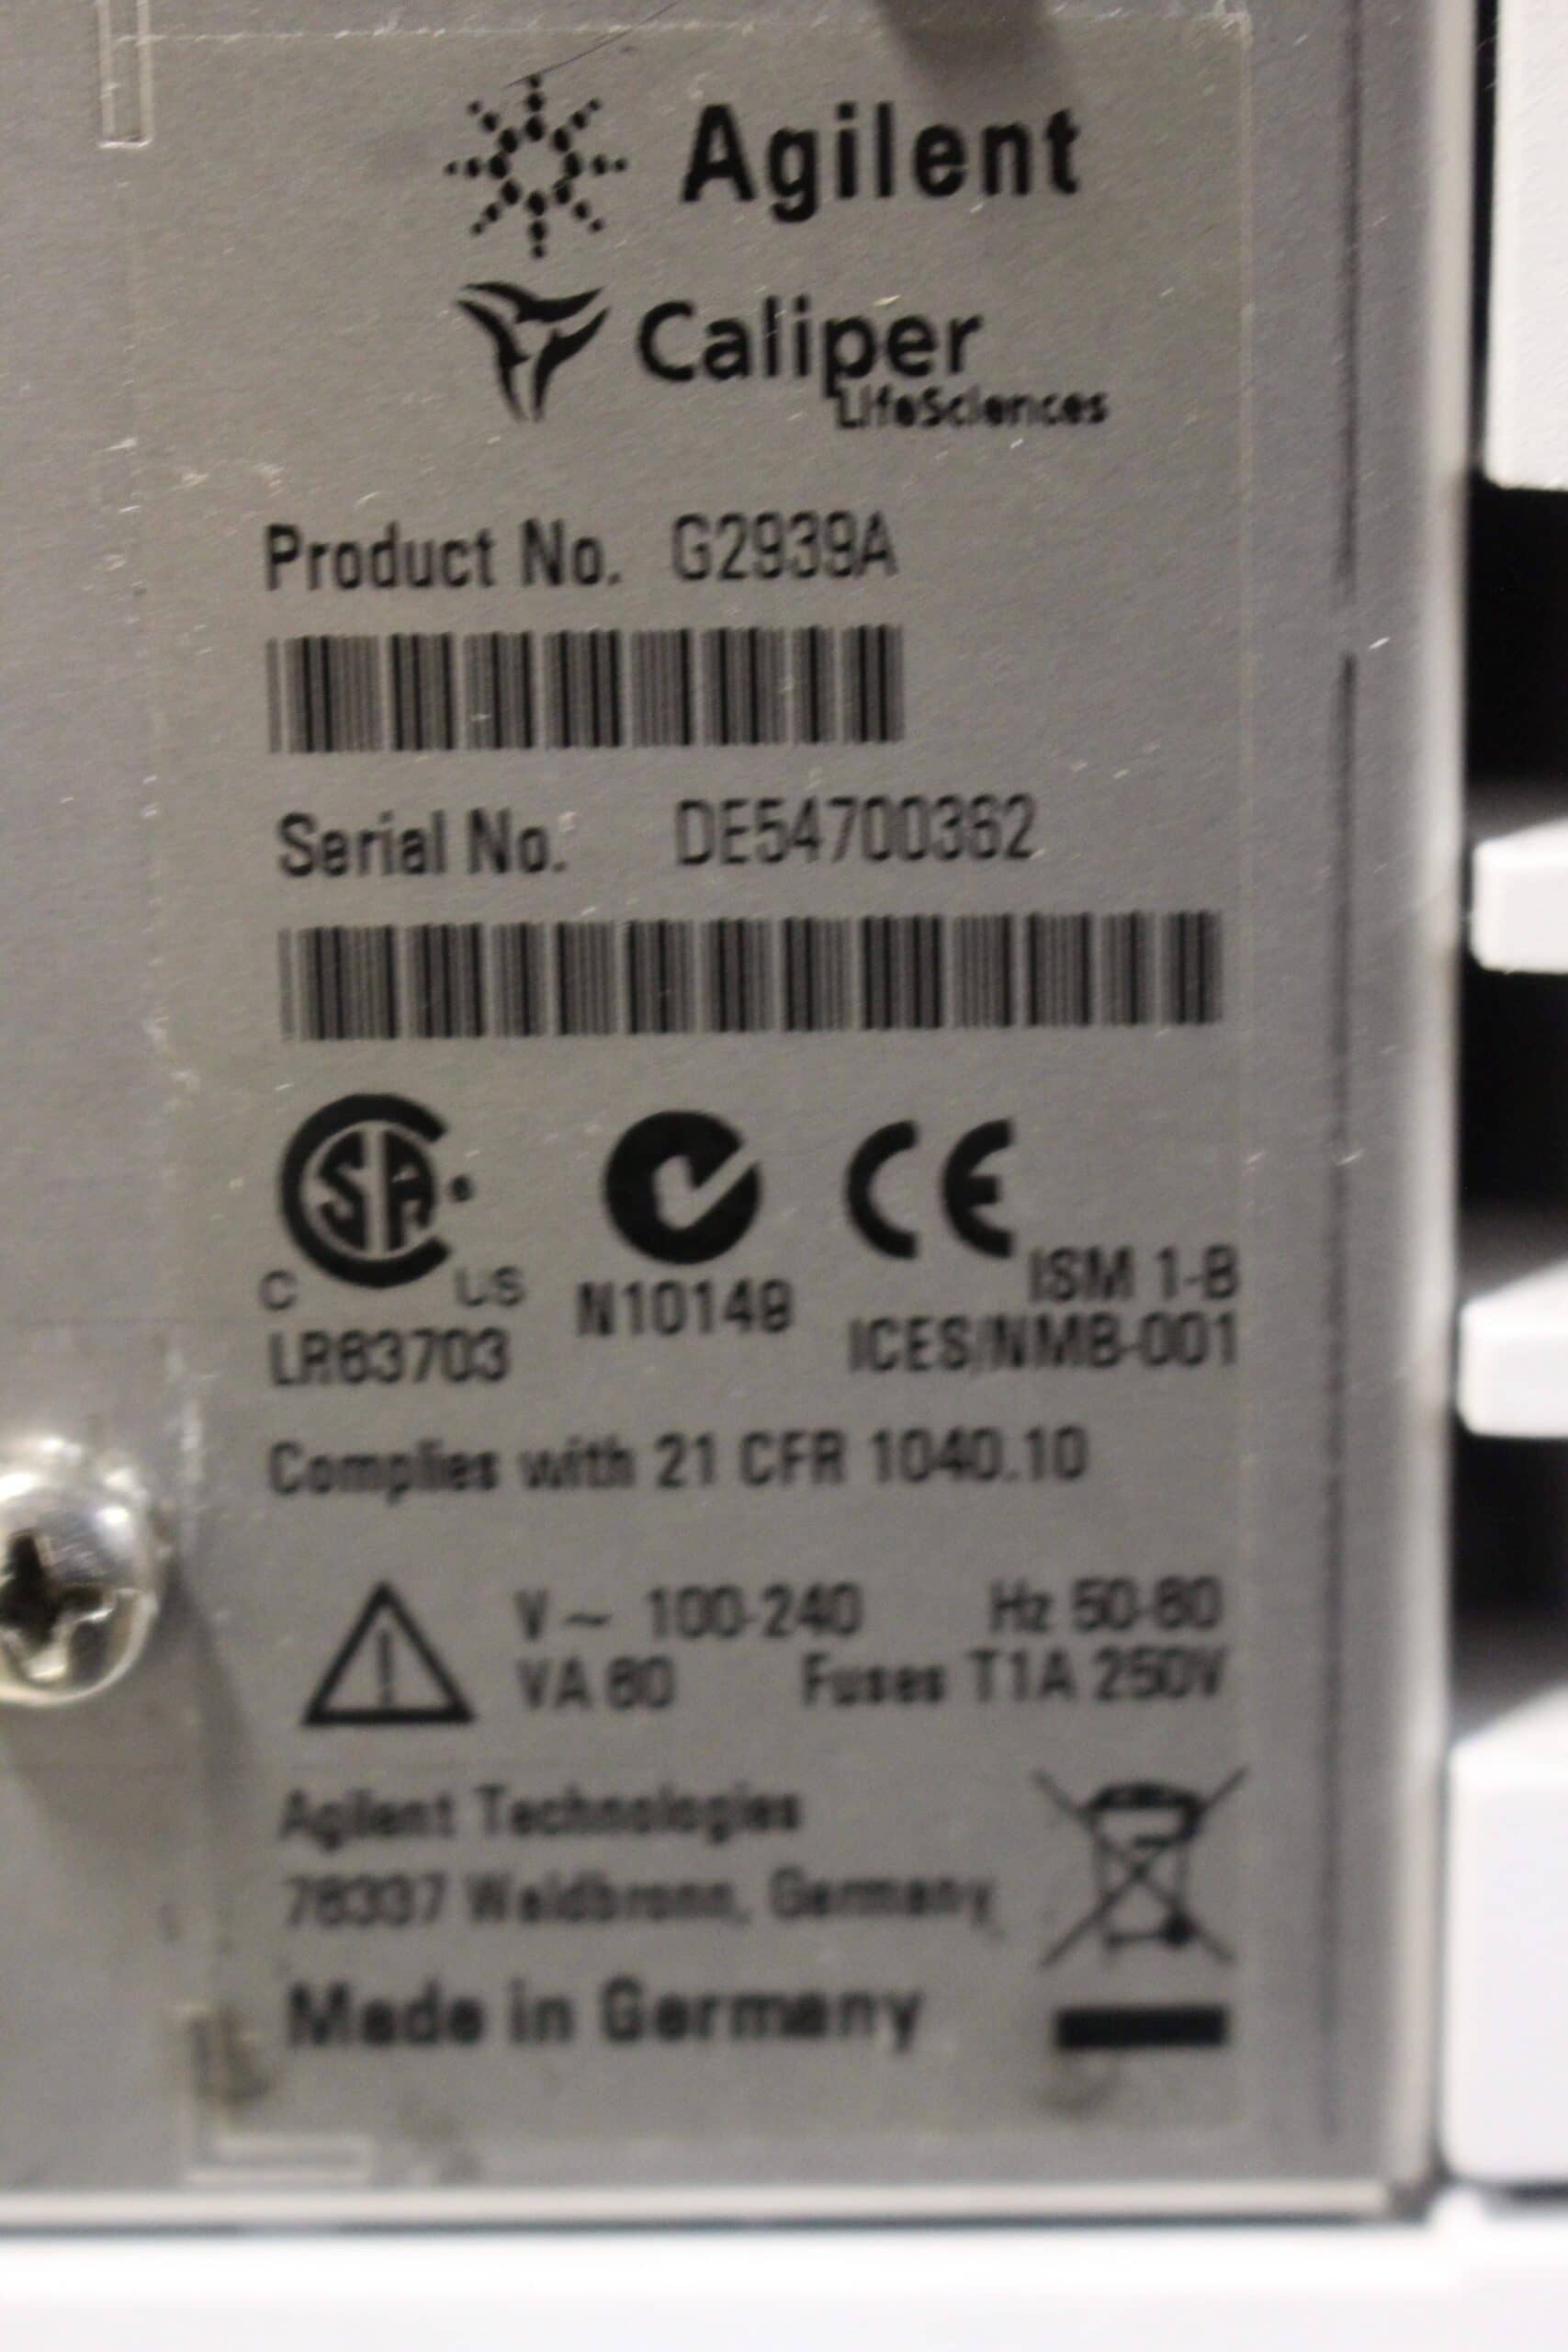 Agilent
Caliper
LifeSciences
Product No. G2939A
Serial No. DE54700362
C US
LR63703
N10149
ISM 1-B
ICES/NMB-001
Complies with 21 CFR 1040.10
V ~ 100-240 Hz 50-60
VA 60 Fuses T1A 250V
Agilent Technologies
76337 Waldbronn, Germany
Made in Germany